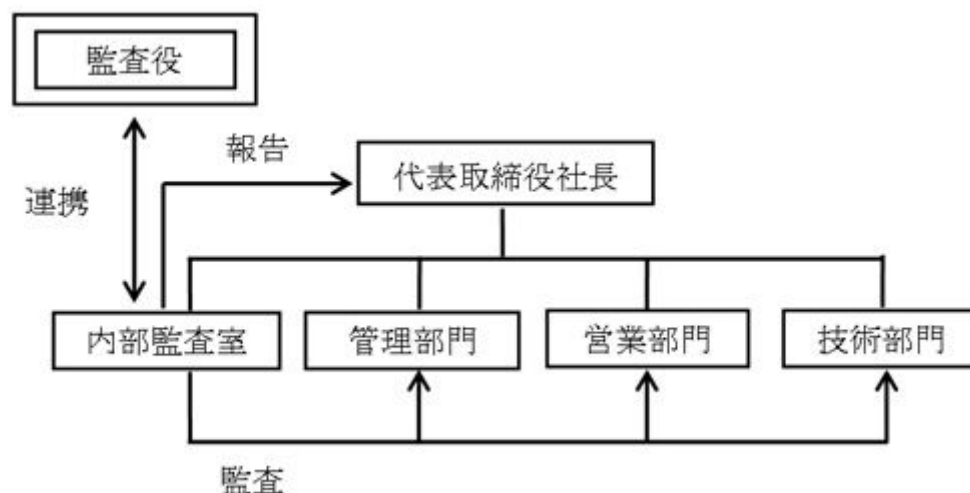 監査役
報告
代表取締役社長
連携
内部監査室
管理部門
営業部門
技術部門
監査